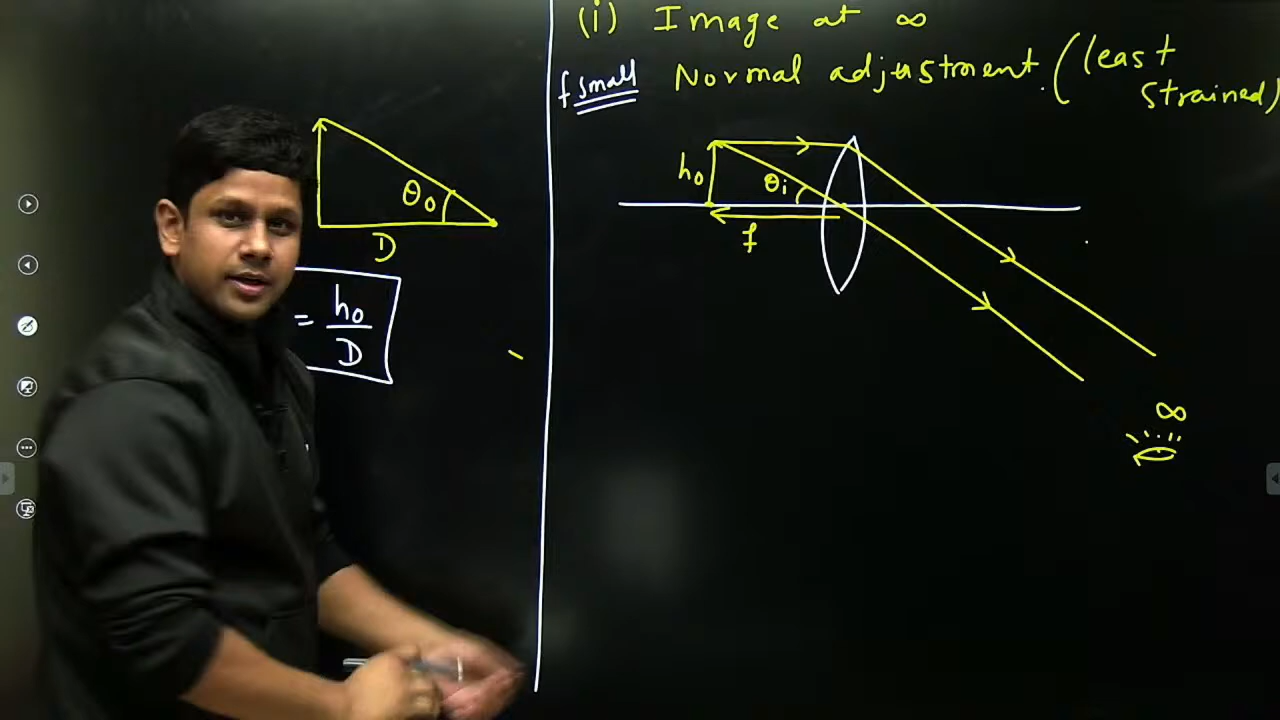 (i) Image at ∞
f small Normal adjustment. (least
strained)
h₀
θi
f
∞
θ₀
D
= h₀
D